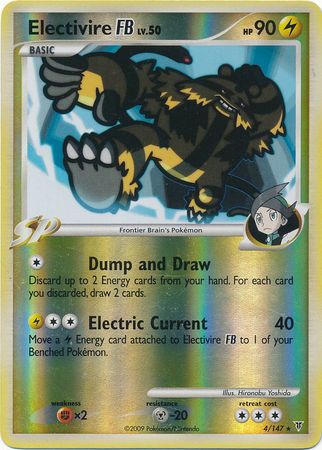 Electivire FB LV.50 HP 90
BASIC
SP
Frontier Brain's Pokémon
Dump and Draw
Discard up to 2 Energy cards from your hand. For each card
you discarded, draw 2 cards.
Electric Current 40
Move a Energy card attached to Electivire FB to 1 of your
Benched Pokémon.
Illus. Hironobu Yoshida
weakness resistance retreat cost
×2 -20
©2009 Pokémon/Nintendo 4/147 ★